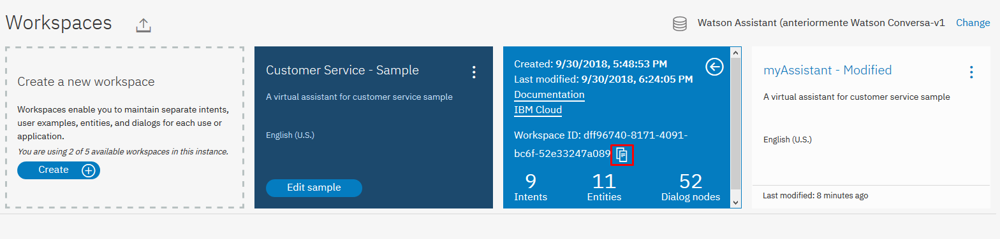 Workspaces
Watson Assistant (anteriormente Watson Conversa-v1 Change
Create a new workspace
Workspaces enable you to maintain separate intents,
user examples, entities, and dialogs for each use or
application.
You are using 2 of 5 available workspaces in this instance.
Create
Customer Service - Sample
A virtual assistant for customer service sample
English (U.S.)
Edit sample
Created: 9/30/2018, 5:48:53 PM
Last modified: 9/30/2018, 6:24:05 PM
Documentation
IBM Cloud
Workspace ID: dff96740-8171-4091-
bc6f-52e33247a089
9 11 52
Intents Entities Dialog nodes
myAssistant - Modified
A virtual assistant for customer service sample
English (U.S.)
Last modified: 8 minutes ago